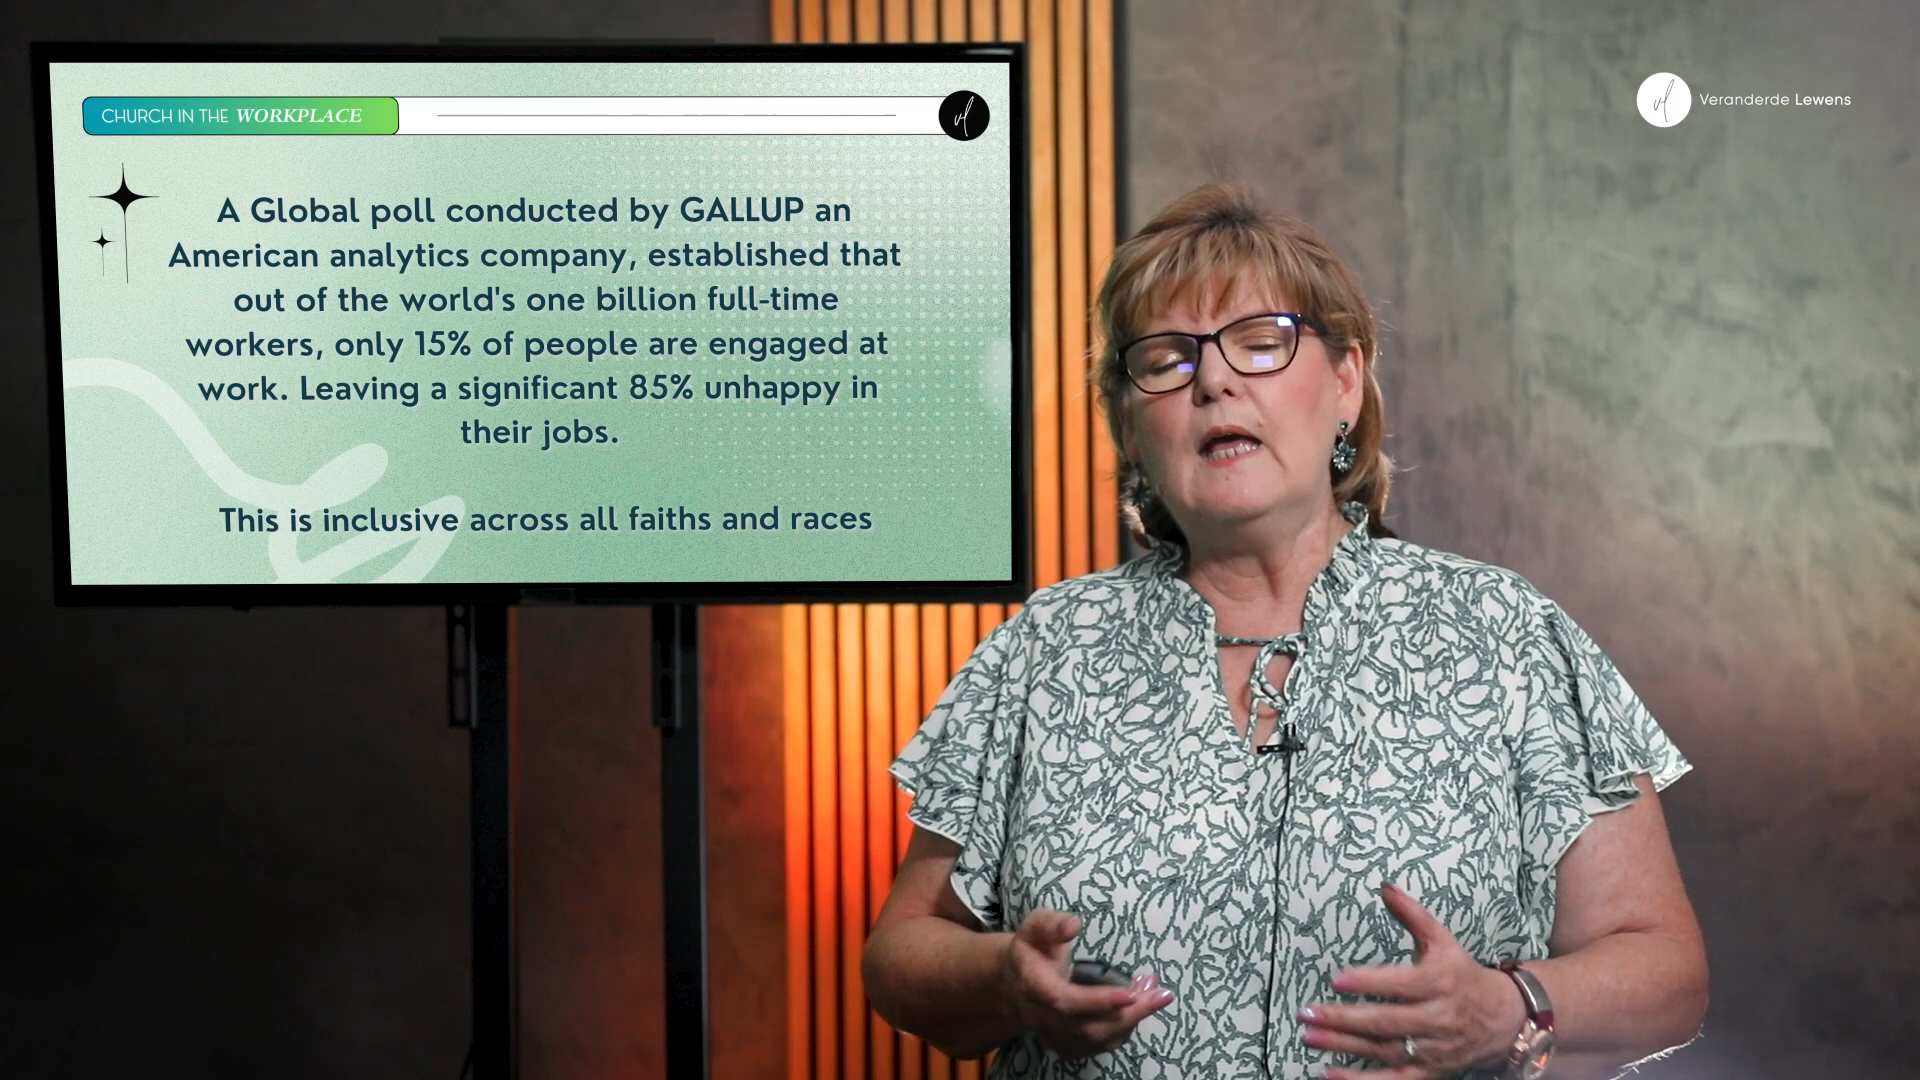 CHURCH IN THE WORKPLACE
vl
A Global poll conducted by GALLUP an
American analytics company, established that
out of the world's one billion full-time
workers, only 15% of people are engaged at
work. Leaving a significant 85% unhappy in
their jobs.
This is inclusive across all faiths and races
vl Veranderde Lewens